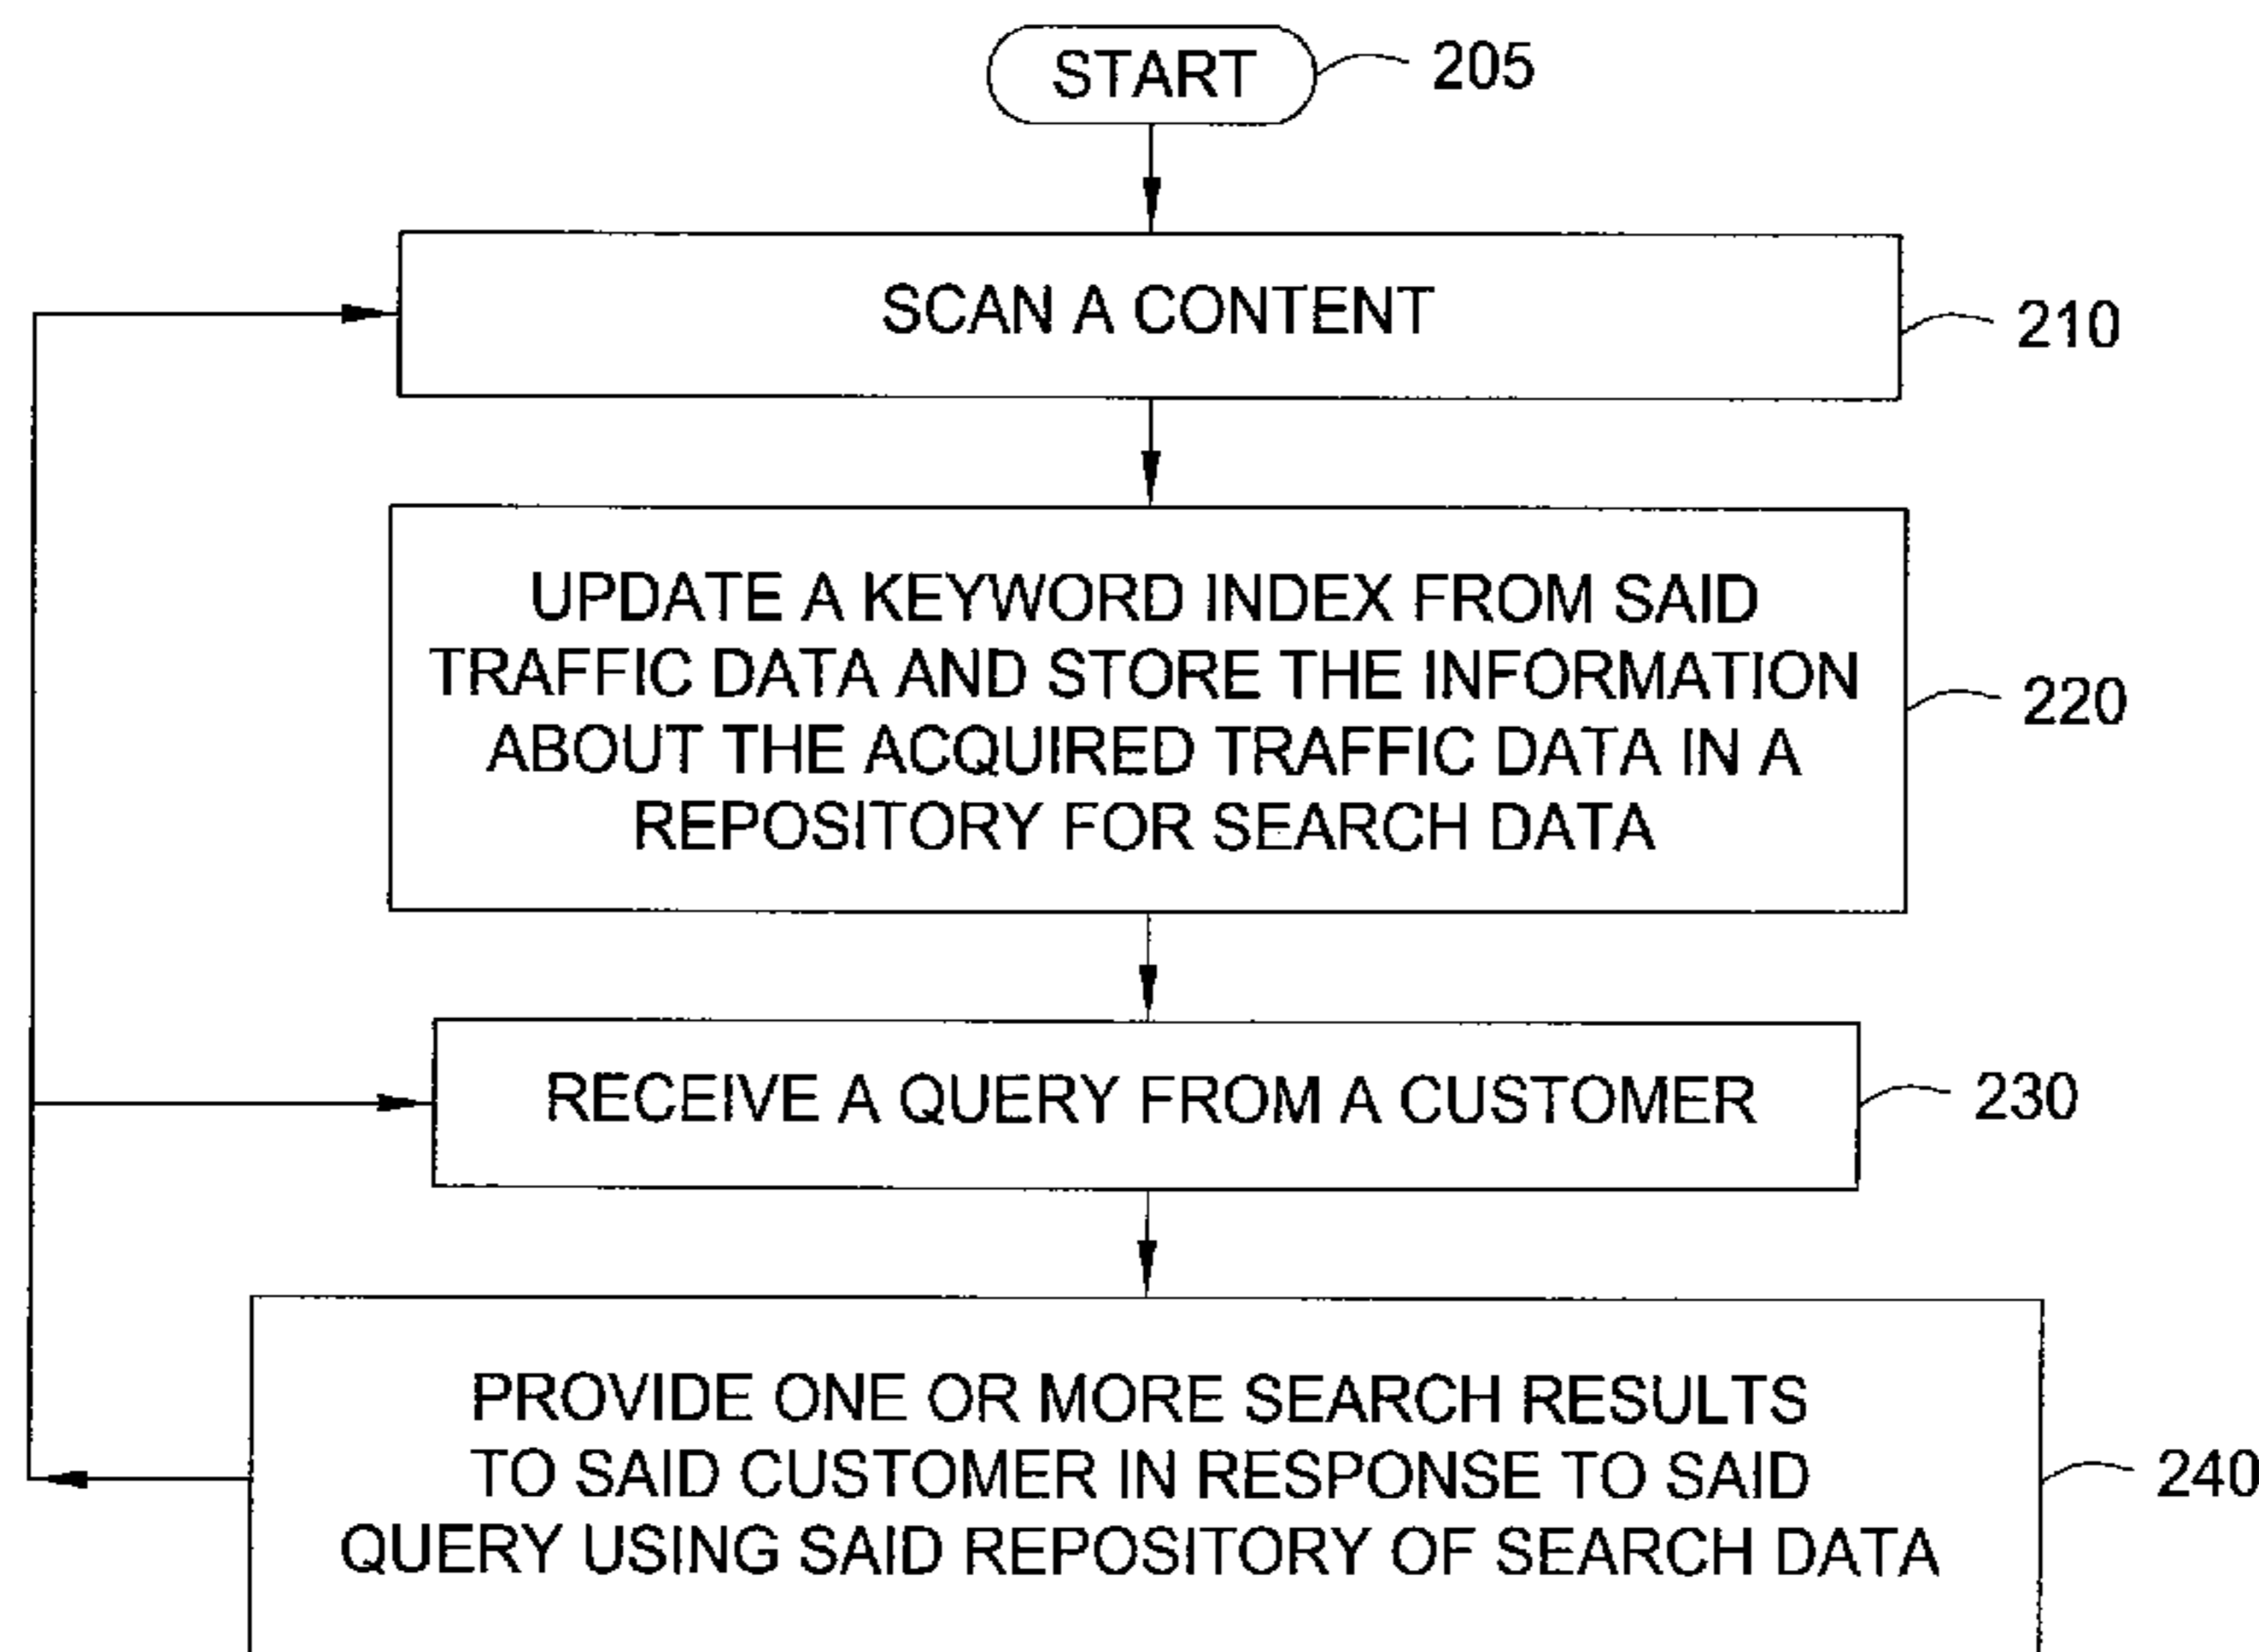 START
205
SCAN A CONTENT
210
UPDATE A KEYWORD INDEX FROM SAID
TRAFFIC DATA AND STORE THE INFORMATION
ABOUT THE ACQUIRED TRAFFIC DATA IN A
REPOSITORY FOR SEARCH DATA
220
RECEIVE A QUERY FROM A CUSTOMER
230
PROVIDE ONE OR MORE SEARCH RESULTS
TO SAID CUSTOMER IN RESPONSE TO SAID
QUERY USING SAID REPOSITORY OF SEARCH DATA
240